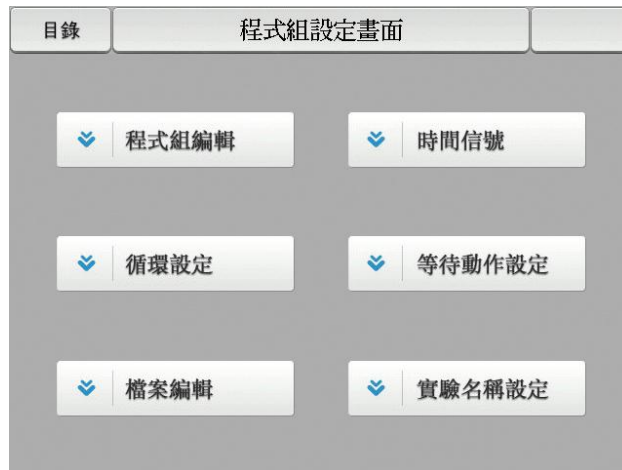 目錄
程式組設定畫面
程式組編輯
時間信號
循環設定
等待動作設定
檔案編輯
實驗名稱設定